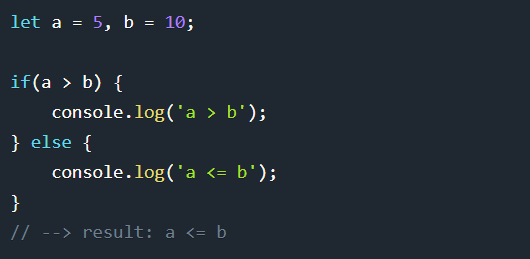 let a = 5, b = 10;
if(a > b) {
    console.log('a > b');
} else {
    console.log('a <= b');
}
// --> result: a <= b